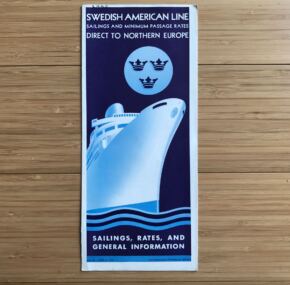 SWEDISH AMERICAN LINE
SAILINGS AND MINIMUM PASSAGE RATES
DIRECT TO NORTHERN EUROPE
SAILINGS, RATES, AND
GENERAL INFORMATION